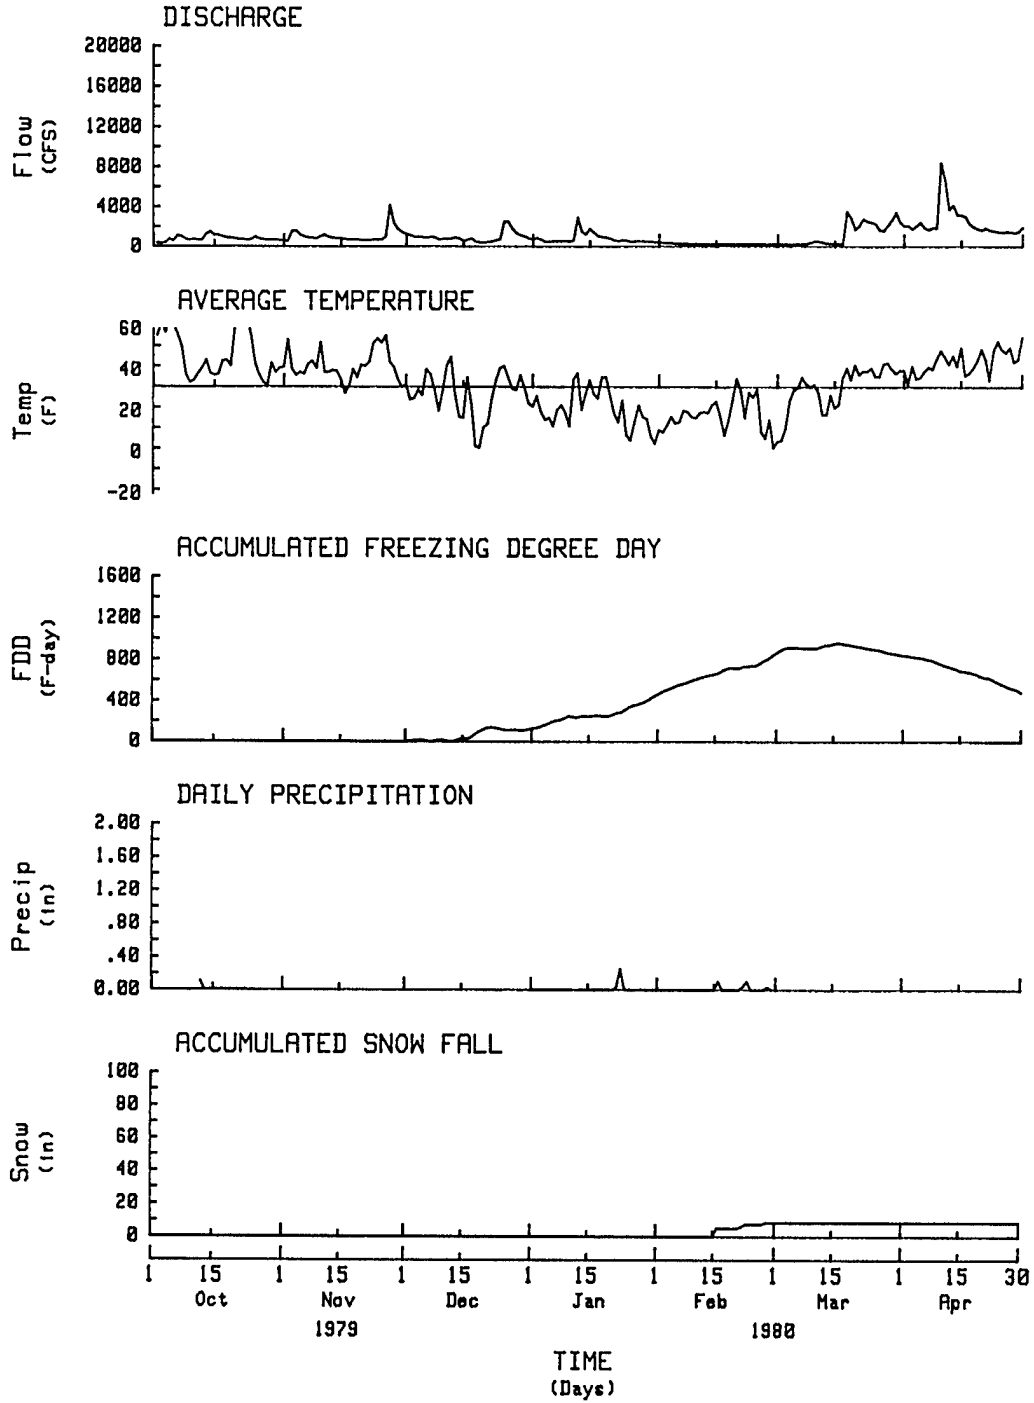 DISCHARGE
20000
16000
12000
8000
4000
0
Flow
(CFS)
AVERAGE TEMPERATURE
60
40
20
0
-20
Temp
(F)
ACCUMULATED FREEZING DEGREE DAY
1600
1200
800
400
0
FDD
(F-day)
DAILY PRECIPITATION
2.00
1.60
1.20
.80
.40
0.00
Precip
(in)
ACCUMULATED SNOW FALL
100
80
60
40
20
0
Snow
(in)
1 15 1 15 1 15 1 15 1 15 1 15 1 15 30
Oct Nov Dec Jan Feb Mar Apr
1979 1980
TIME
(Days)